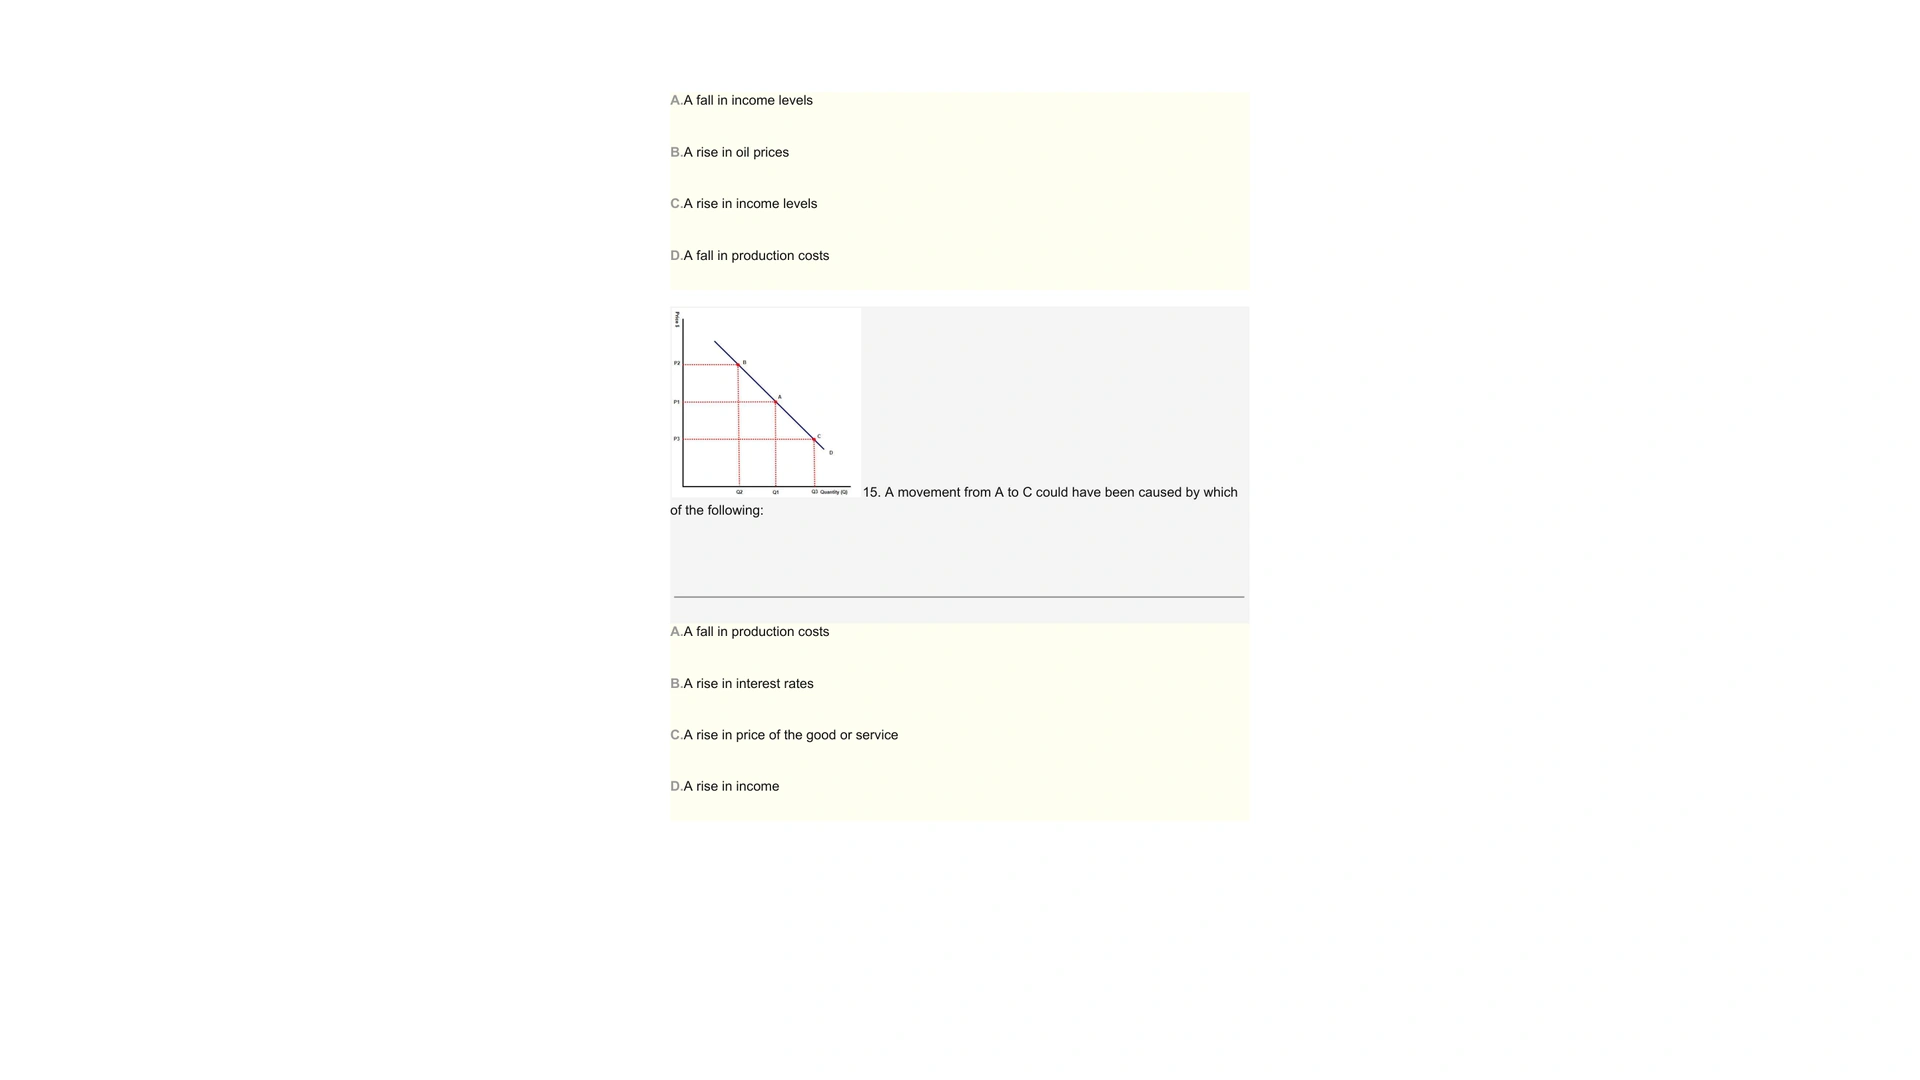 A.A fall in income levels
B.A rise in oil prices
C.A rise in income levels
D.A fall in production costs
Price $
P2
B
P1
A
P3
C
D
Q2
Q1
Q3
Quantity (Q)
15. A movement from A to C could have been caused by which
of the following:
A.A fall in production costs
B.A rise in interest rates
C.A rise in price of the good or service
D.A rise in income